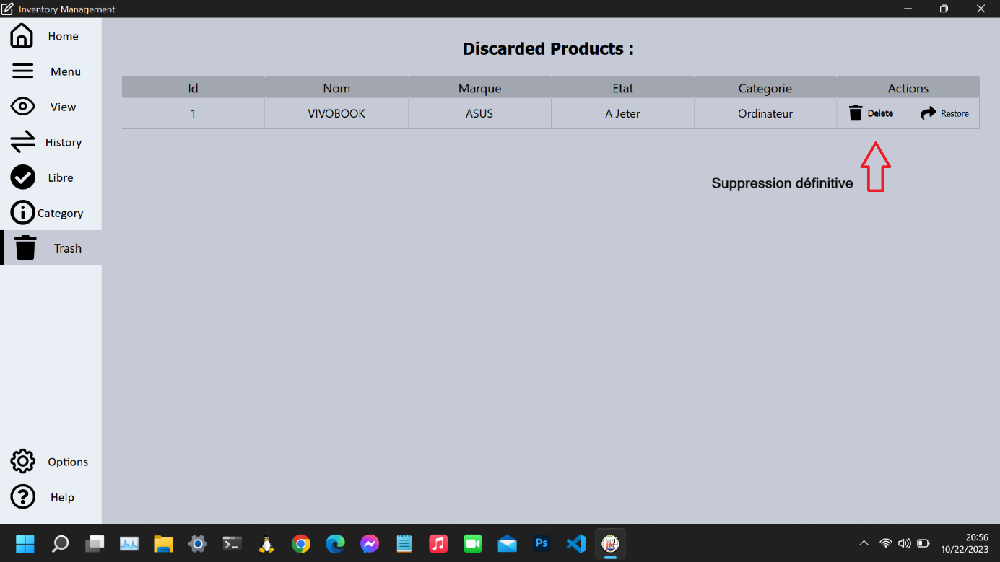 Inventory Management
Home
Menu
View
History
Libre
Category
Trash
Options
Help
Discarded Products :
Id Nom Marque Etat Categorie Actions
1 VIVOBOOK ASUS A Jeter Ordinateur Delete Restore
Suppression définitive
Ps
20:56
10/22/2023